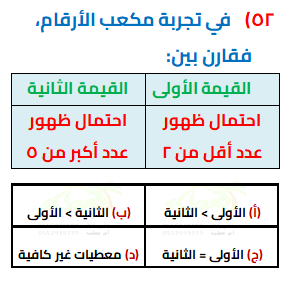 ٥٢) في تجربة مكعب الأرقام،
فقارن بين:
القيمة الأولى
القيمة الثانية
احتمال ظهور
عدد أقل من ٢
احتمال ظهور
عدد أكبر من ٥
(أ) الأولى > الثانية
(ب) الثانية > الأولى
(ج) الأولى = الثانية
(د) معطيات غير كافية